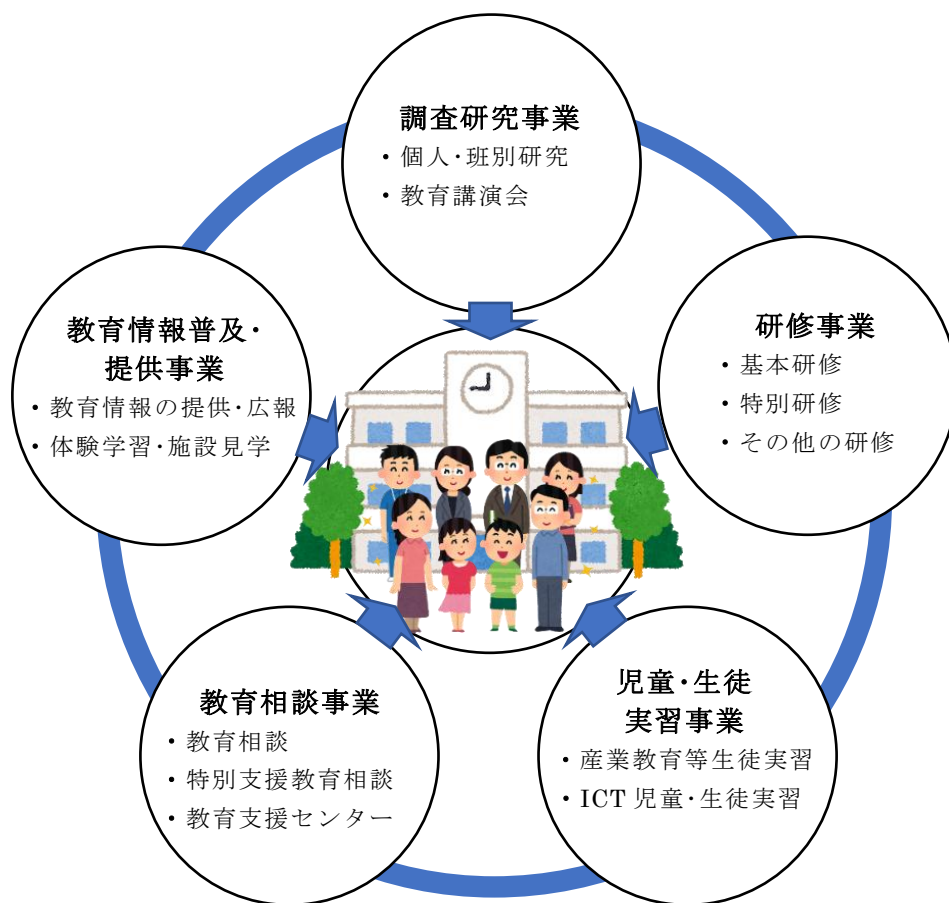 調査研究事業
・個人・班別研究
・教育講演会
研修事業
・基本研修
・特別研修
・その他の研修
児童・生徒
実習事業
・産業教育等生徒実習
・ICT 児童・生徒実習
教育相談事業
・教育相談
・特別支援教育相談
・教育支援センター
教育情報普及・
提供事業
・教育情報の提供・広報
・体験学習・施設見学